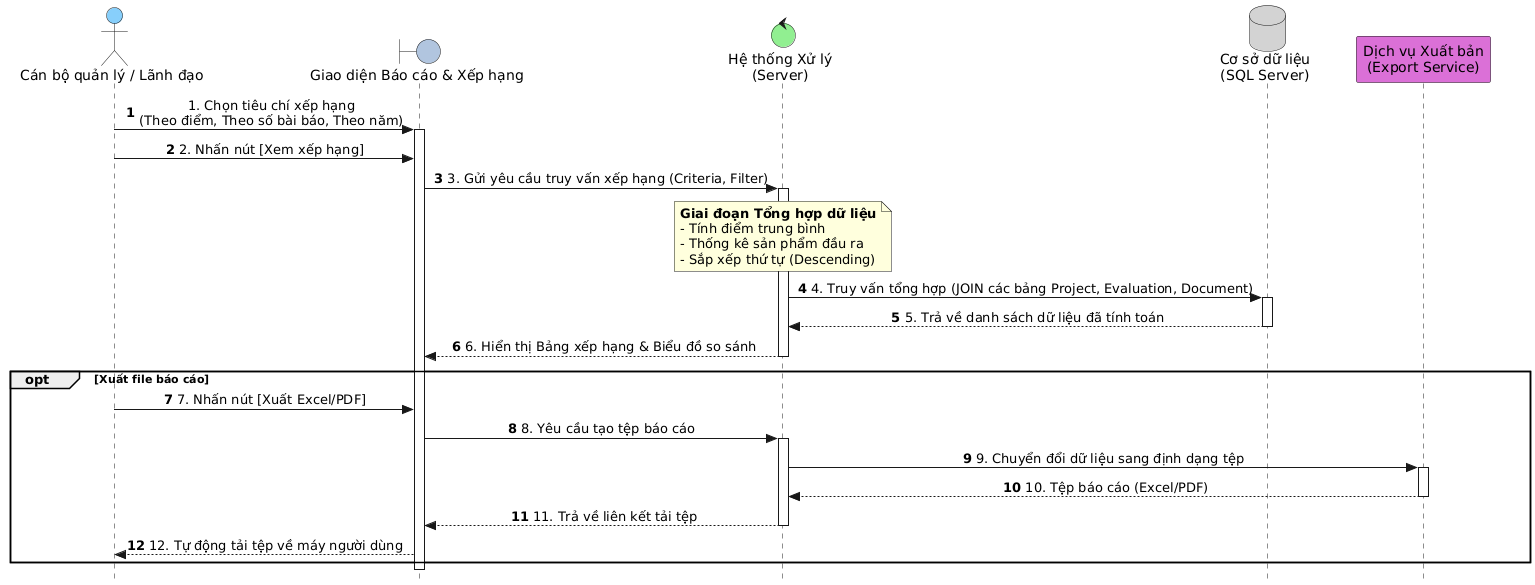 Cán bộ quản lý / Lãnh đạo
Giao diện Báo cáo & Xếp hạng
Hệ thống Xử lý
(Server)
Cơ sở dữ liệu
(SQL Server)
Dịch vụ Xuất bản
(Export Service)
1 1. Chọn tiêu chí xếp hạng
(Theo điểm, Theo số bài báo, Theo năm)
2 2. Nhấn nút [Xem xếp hạng]
3 3. Gửi yêu cầu truy vấn xếp hạng (Criteria, Filter)
Giai đoạn Tổng hợp dữ liệu
- Tính điểm trung bình
- Thống kê sản phẩm đầu ra
- Sắp xếp thứ tự (Descending)
4 4. Truy vấn tổng hợp (JOIN các bảng Project, Evaluation, Document)
5 5. Trả về danh sách dữ liệu đã tính toán
6 6. Hiển thị Bảng xếp hạng & Biểu đồ so sánh
opt [Xuất file báo cáo]
7 7. Nhấn nút [Xuất Excel/PDF]
8 8. Yêu cầu tạo tệp báo cáo
9 9. Chuyển đổi dữ liệu sang định dạng tệp
10 10. Tệp báo cáo (Excel/PDF)
11 11. Trả về liên kết tải tệp
12 12. Tự động tải tệp về máy người dùng